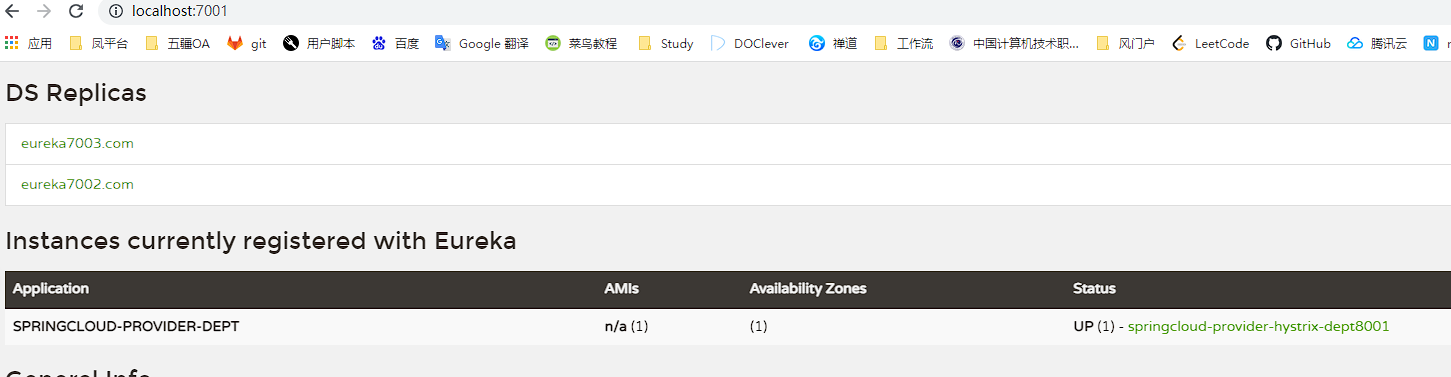 localhost:7001
应用 凤平台 五疆OA git 用户脚本 百度 Google 翻译 菜鸟教程 Study DOClever 禅道 工作流 中国计算机技术职... 风门户 LeetCode GitHub 腾讯云 N
DS Replicas
eureka7003.com
eureka7002.com
Instances currently registered with Eureka
Application AMIs Availability Zones Status
SPRINGCLOUD-PROVIDER-DEPT n/a (1) (1) UP (1) - springcloud-provider-hystrix-dept8001
General Info